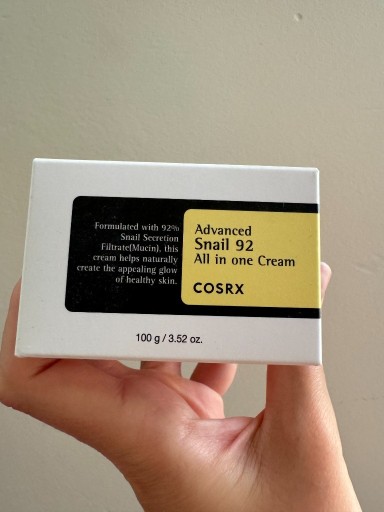 Formulated with 92%
Snail Secretion
Filtrate(Mucin), this
cream helps naturally
create the appealing glow
of healthy skin.
Advanced
Snail 92
All in one Cream
COSRX
100 g / 3.52 oz.